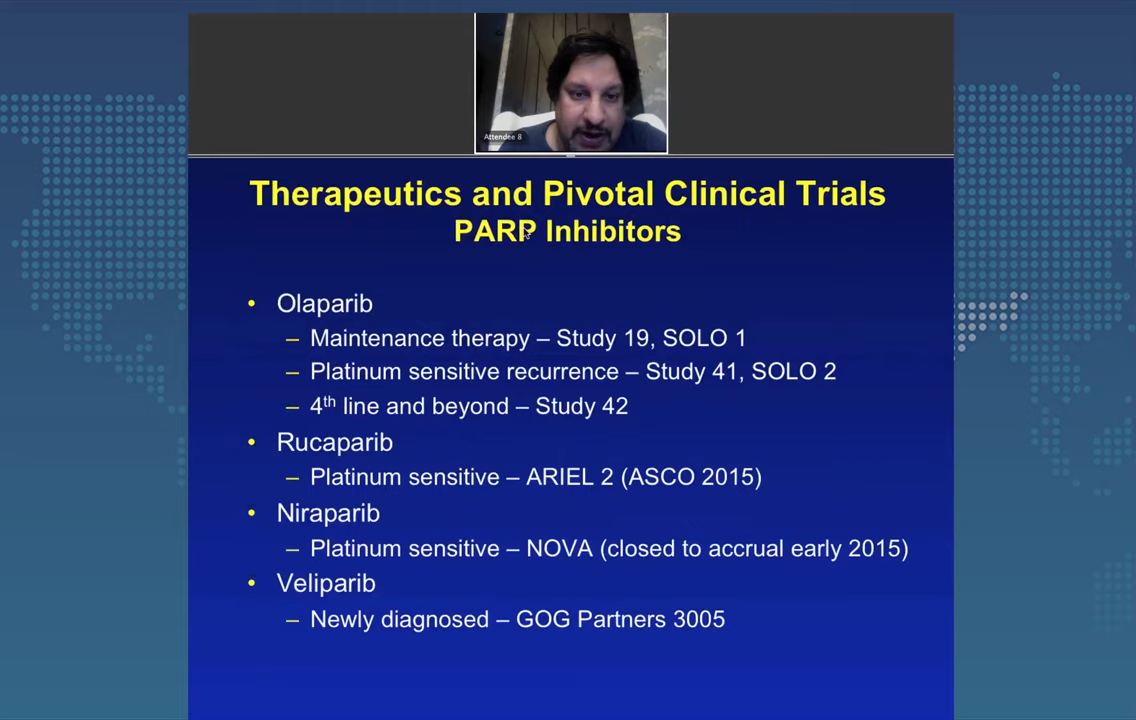 Attendee 8
Therapeutics and Pivotal Clinical Trials
PARP Inhibitors
• Olaparib
– Maintenance therapy – Study 19, SOLO 1
– Platinum sensitive recurrence – Study 41, SOLO 2
– 4th line and beyond – Study 42
• Rucaparib
– Platinum sensitive – ARIEL 2 (ASCO 2015)
• Niraparib
– Platinum sensitive – NOVA (closed to accrual early 2015)
• Veliparib
– Newly diagnosed – GOG Partners 3005